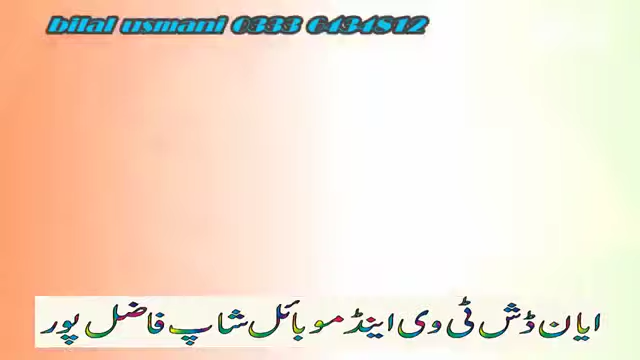 bilal usmani 0333 6434812
ایان ڈش ٹی وی اینڈ موبائل شاپ فاضل پور